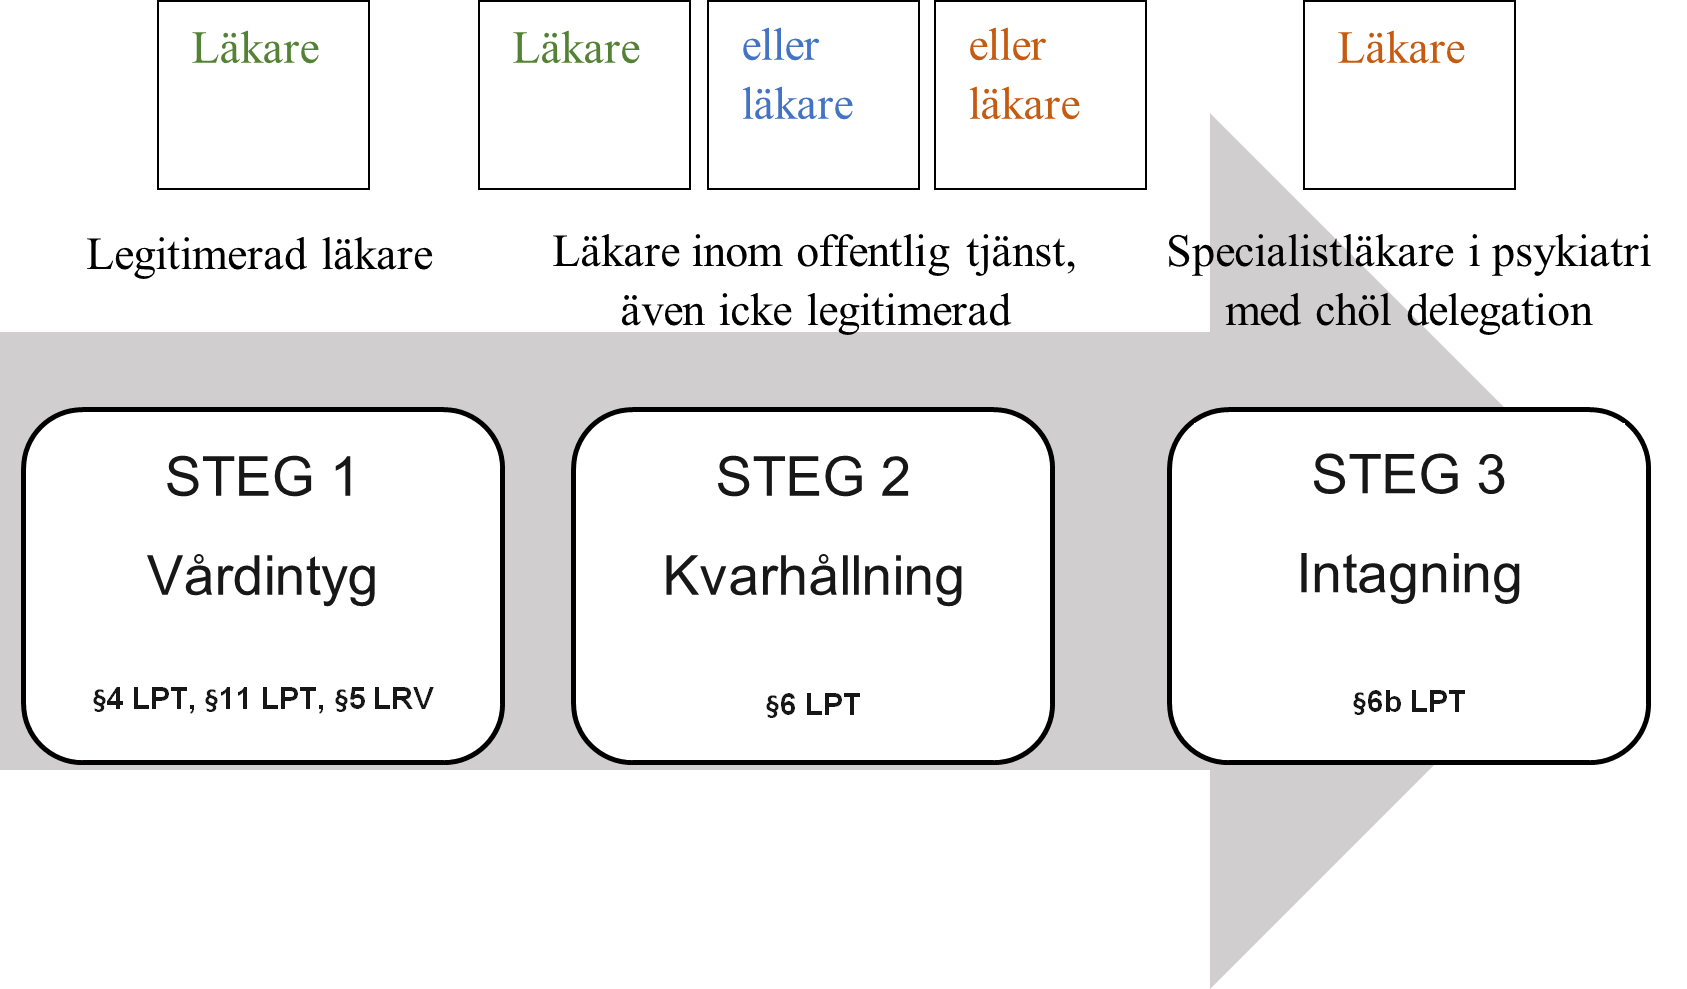 Läkare
Läkare
eller
läkare
eller
läkare
Läkare
Legitimerad läkare
Läkare inom offentlig tjänst,
även icke legitimerad
Specialistläkare i psykiatri
med chöl delegation
STEG 1
Vårdintyg
§4 LPT, §11 LPT, §5 LRV
STEG 2
Kvarhållning
§6 LPT
STEG 3
Intagning
§6b LPT